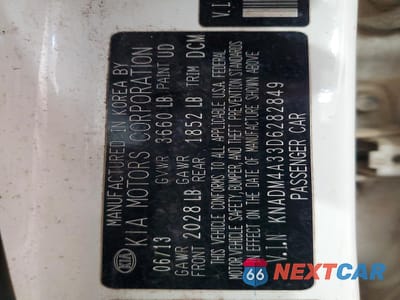 MANUFACTURED IN KOREA BY
KIA MOTORS CORPORATION
KIA
06/13 GVWR 3660 LB PAINT UD
GAWR FRONT 2028 LB GAWR REAR 1852 LB TRIM DCM
THIS VEHICLE CONFORMS TO ALL APPLICABLE U.S.A. FEDERAL
MOTOR VEHICLE SAFETY BUMPER AND THEFT PREVENTION STANDARDS
IN EFFECT ON THE DATE OF MANUFACTURE SHOWN ABOVE
V.I.N KNADM4A33D6282849
PASSENGER CAR
V.I
66 NEXTCAR